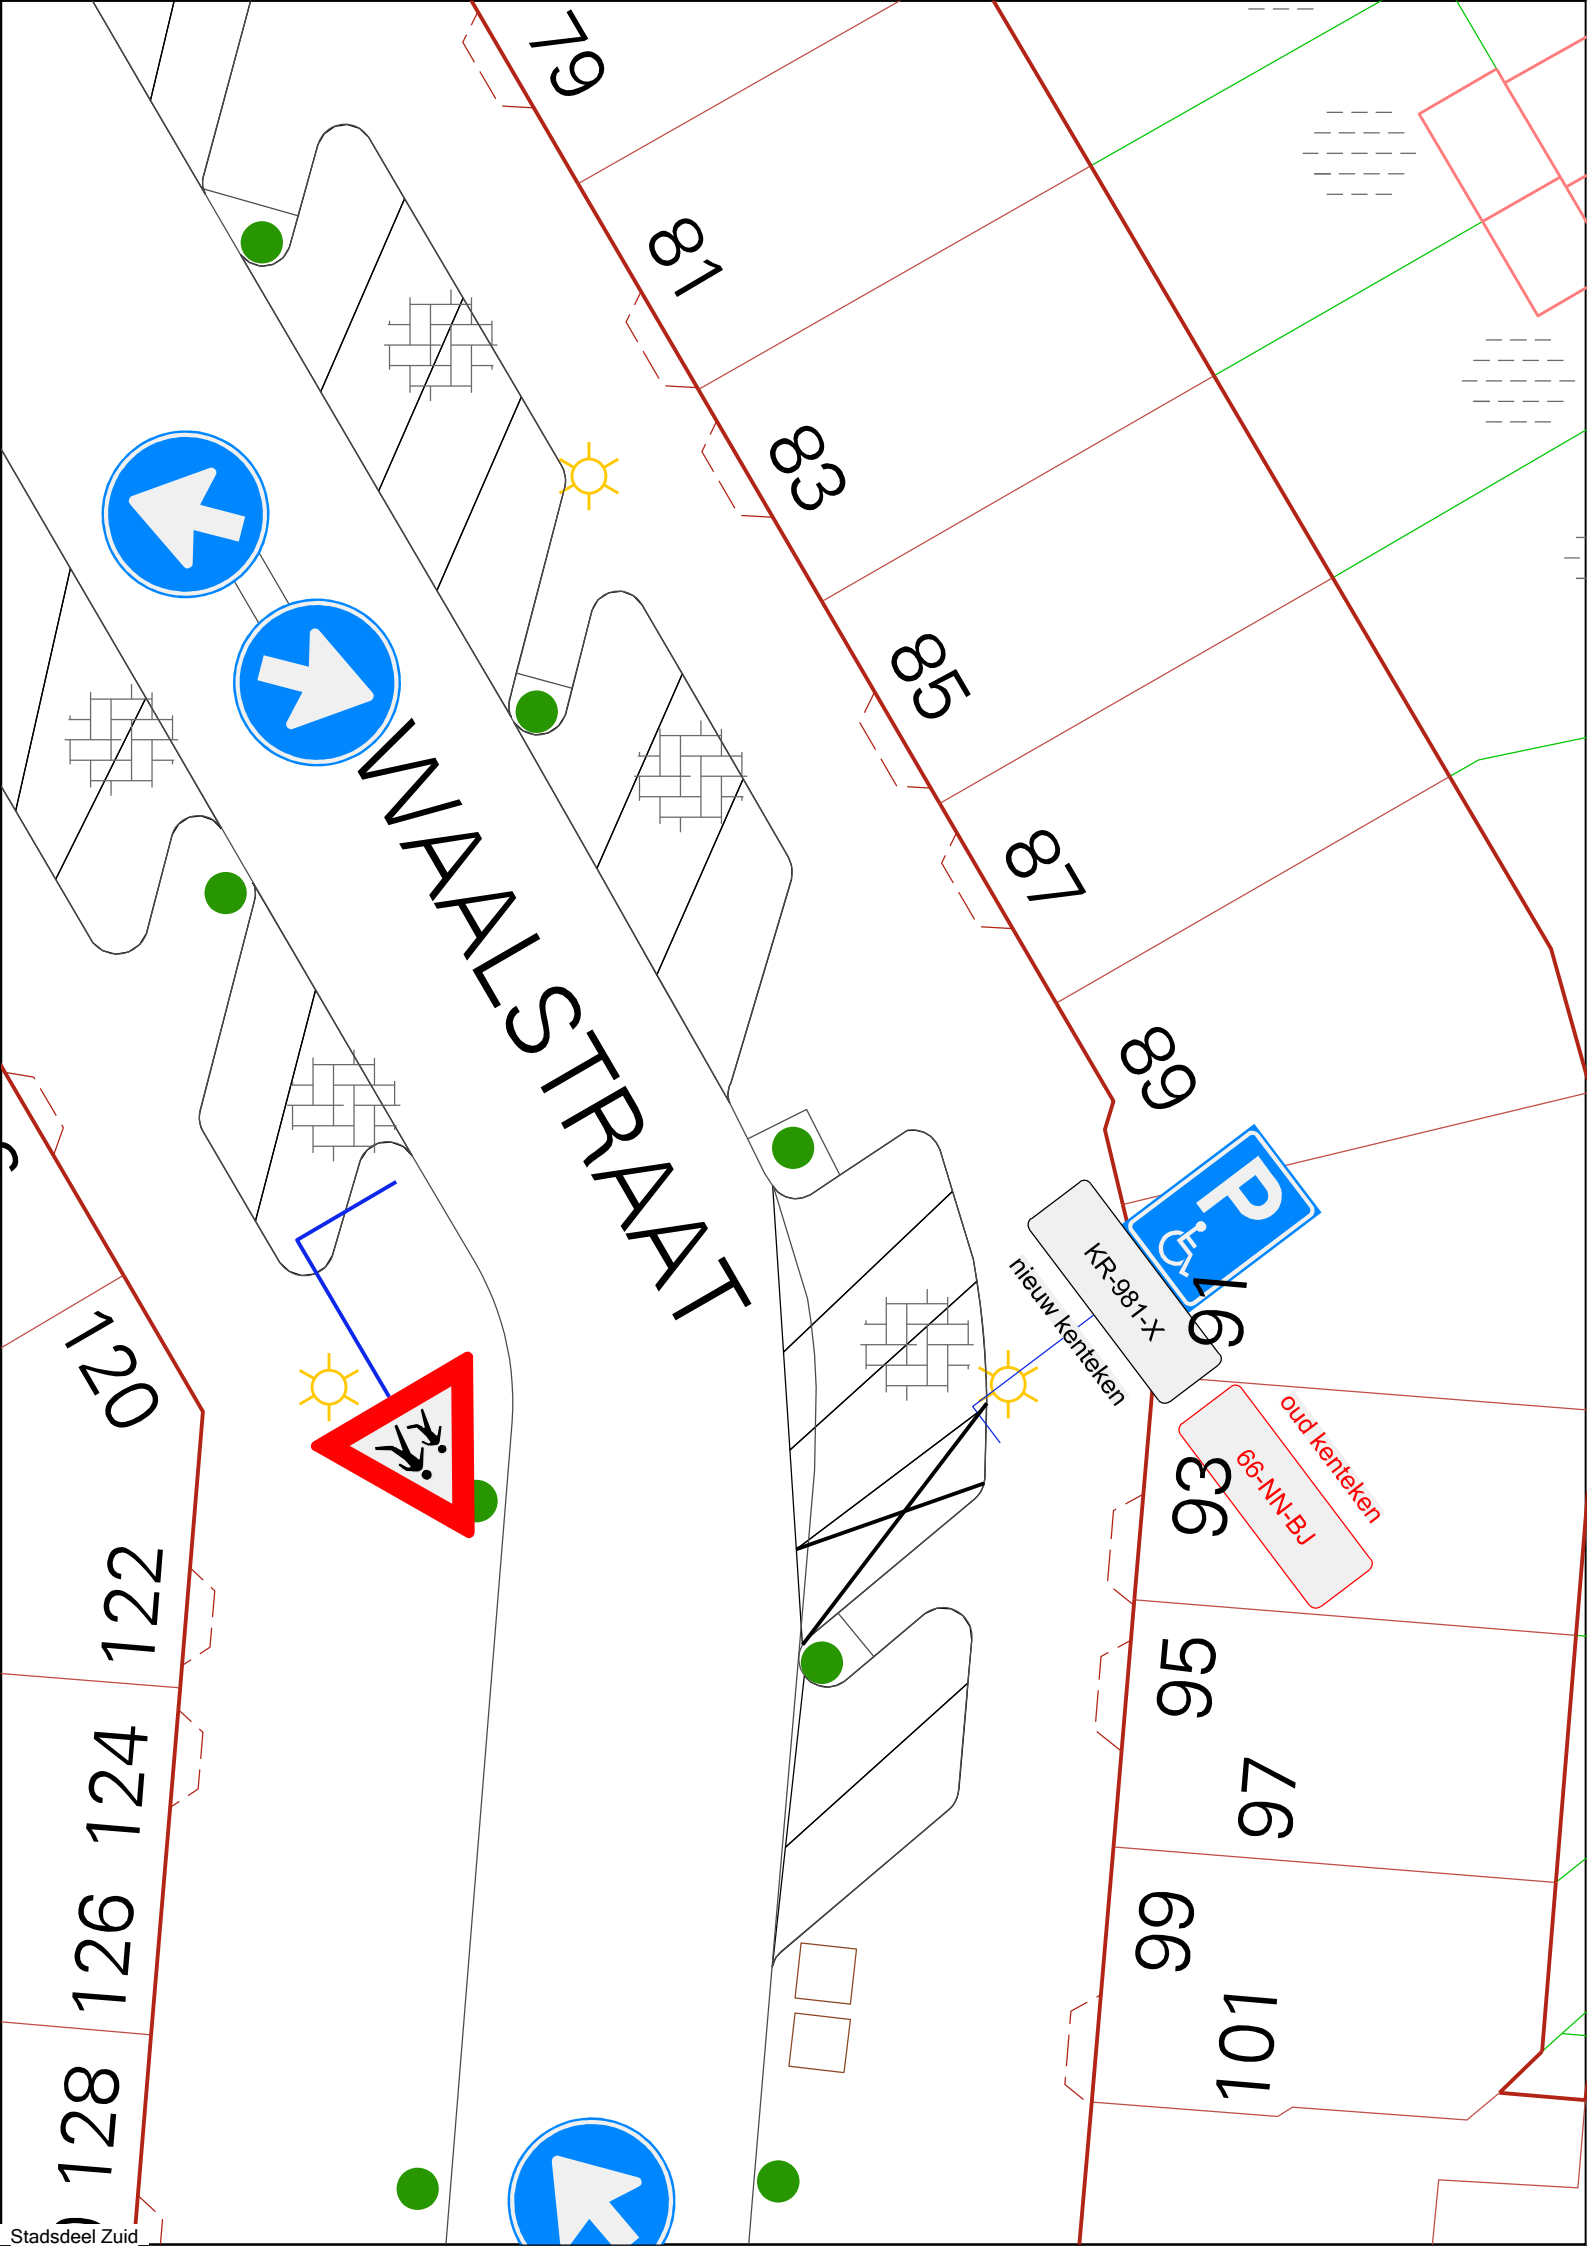 79
81
83
85
87
89
WAALSTRAAT
P
KR-981-X
nieuw kenteken
91
oud kenteken
66-NN-BJ
93
95
97
99
101
120
122
124
126
128
Stadsdeel Zuid